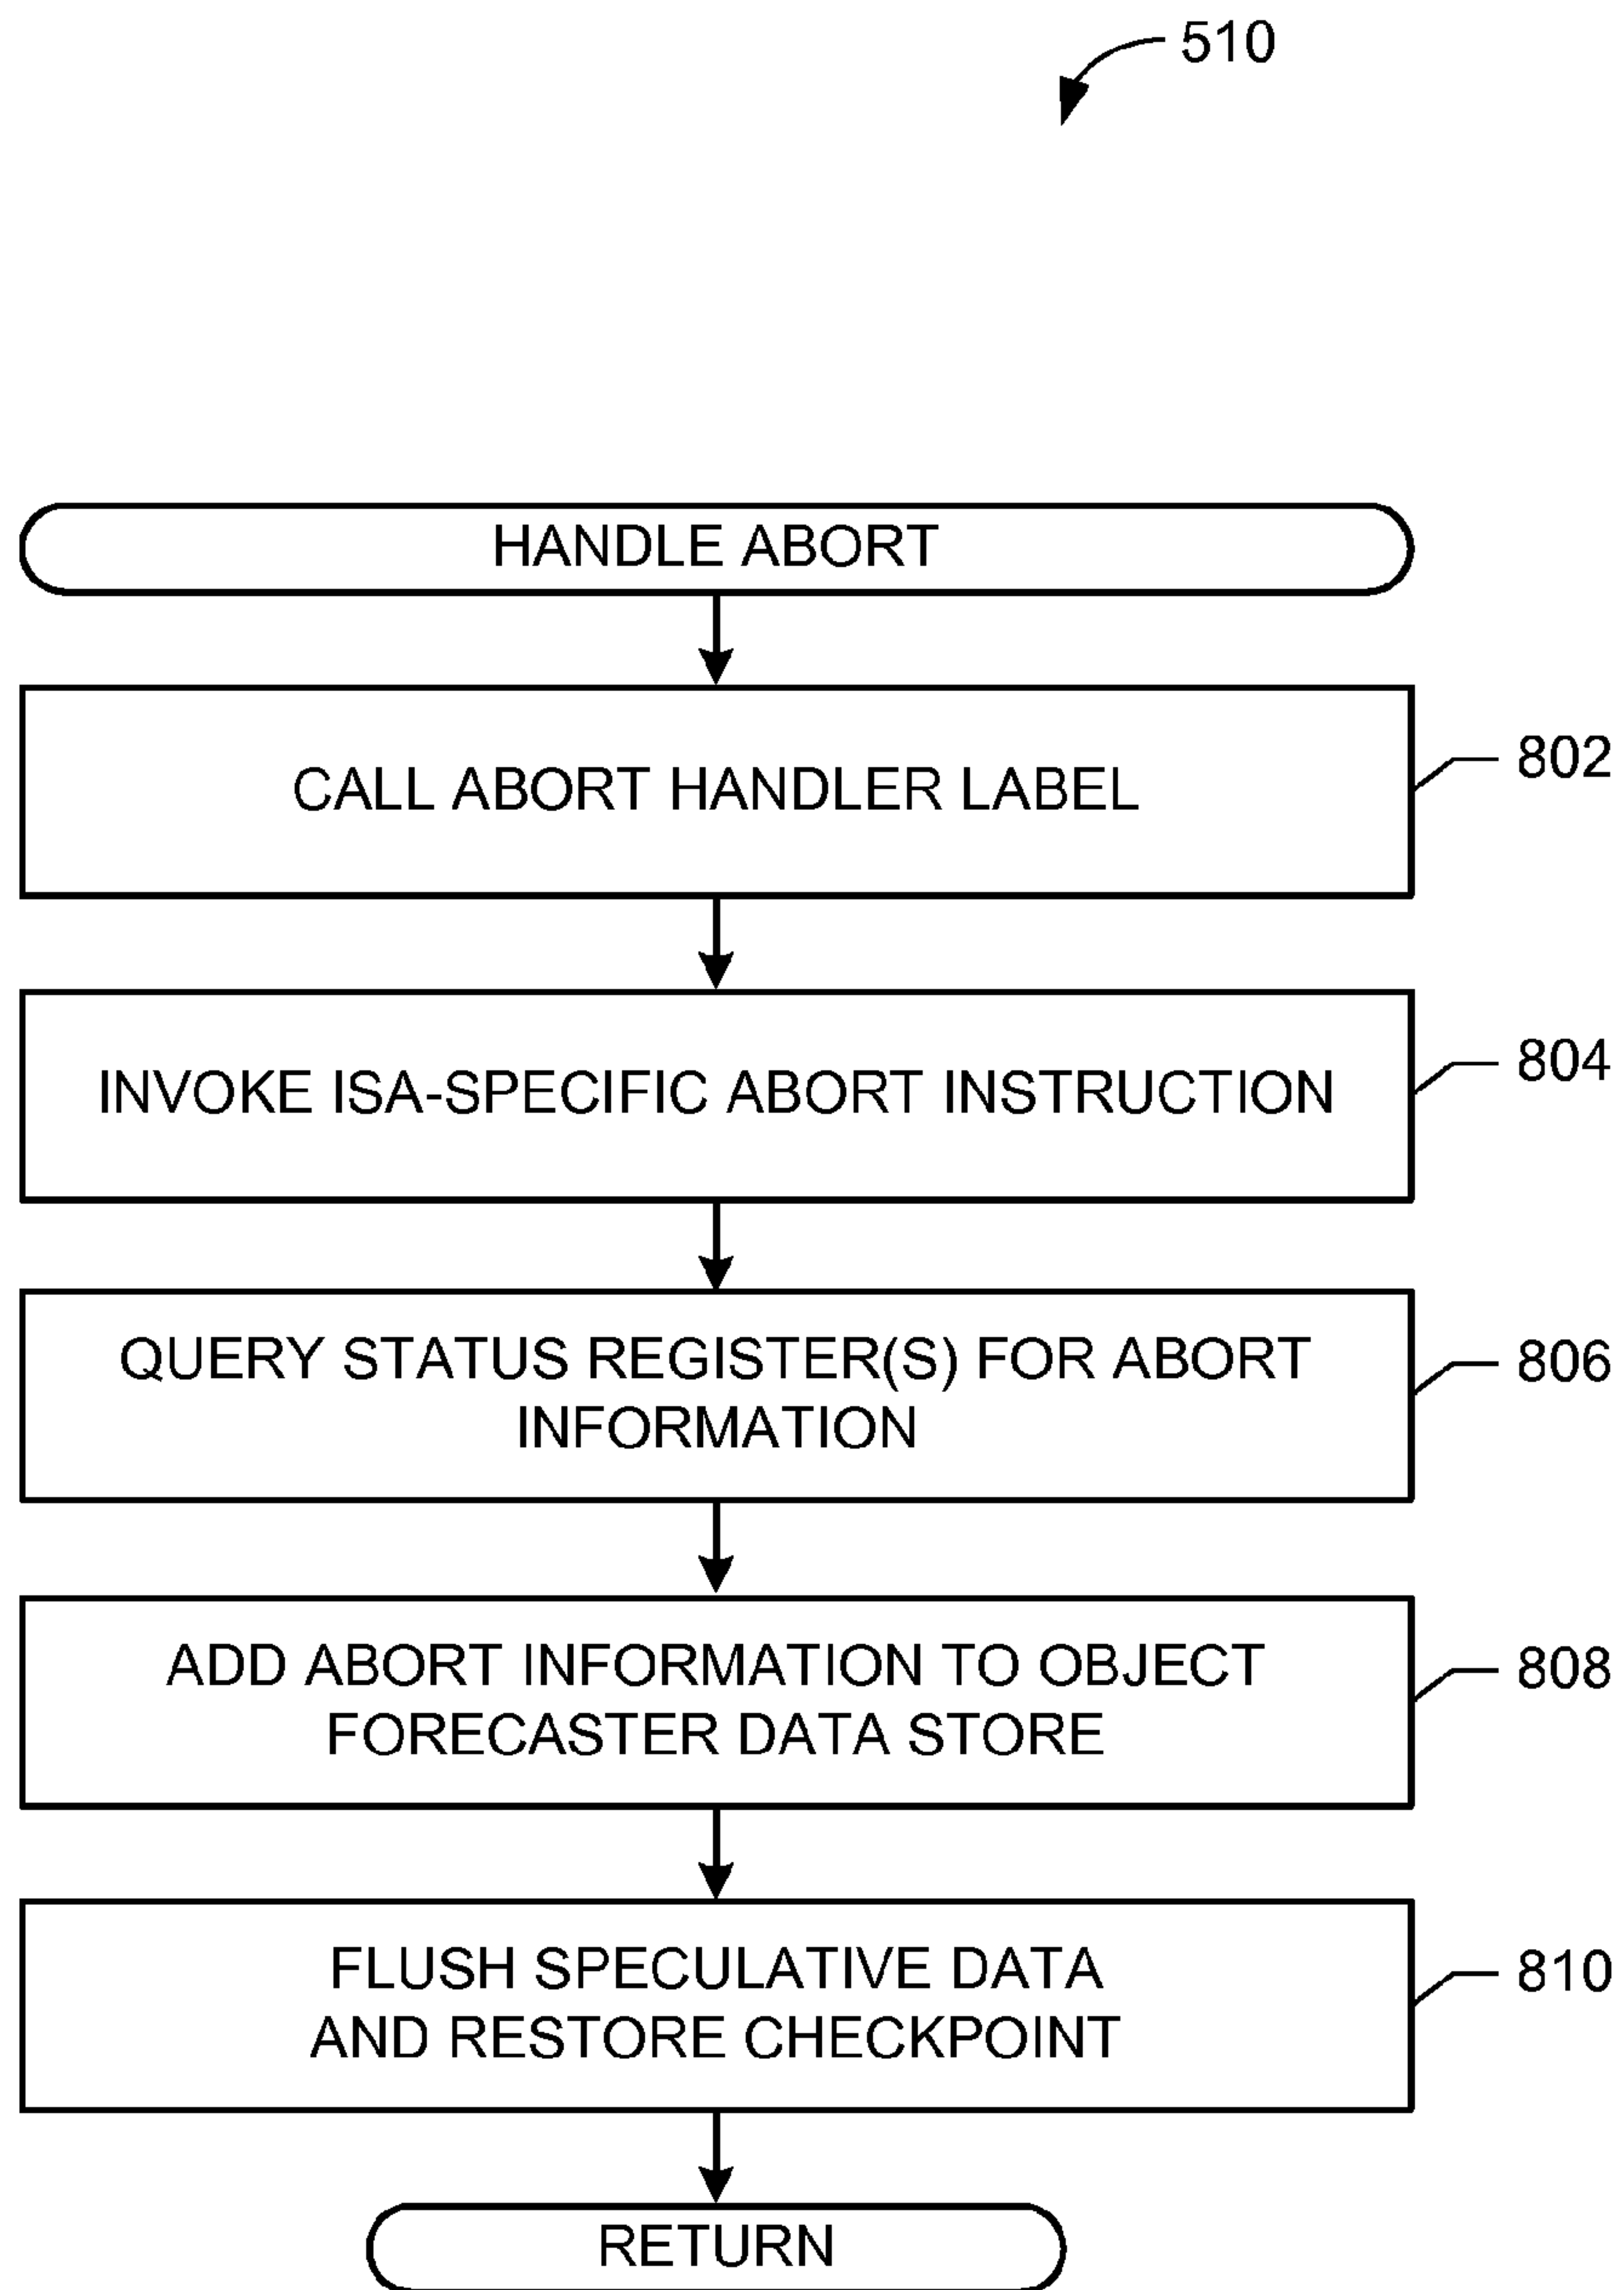 510
HANDLE ABORT
CALL ABORT HANDLER LABEL
802
INVOKE ISA-SPECIFIC ABORT INSTRUCTION
804
QUERY STATUS REGISTER(S) FOR ABORT
INFORMATION
806
ADD ABORT INFORMATION TO OBJECT
FORECASTER DATA STORE
808
FLUSH SPECULATIVE DATA
AND RESTORE CHECKPOINT
810
RETURN